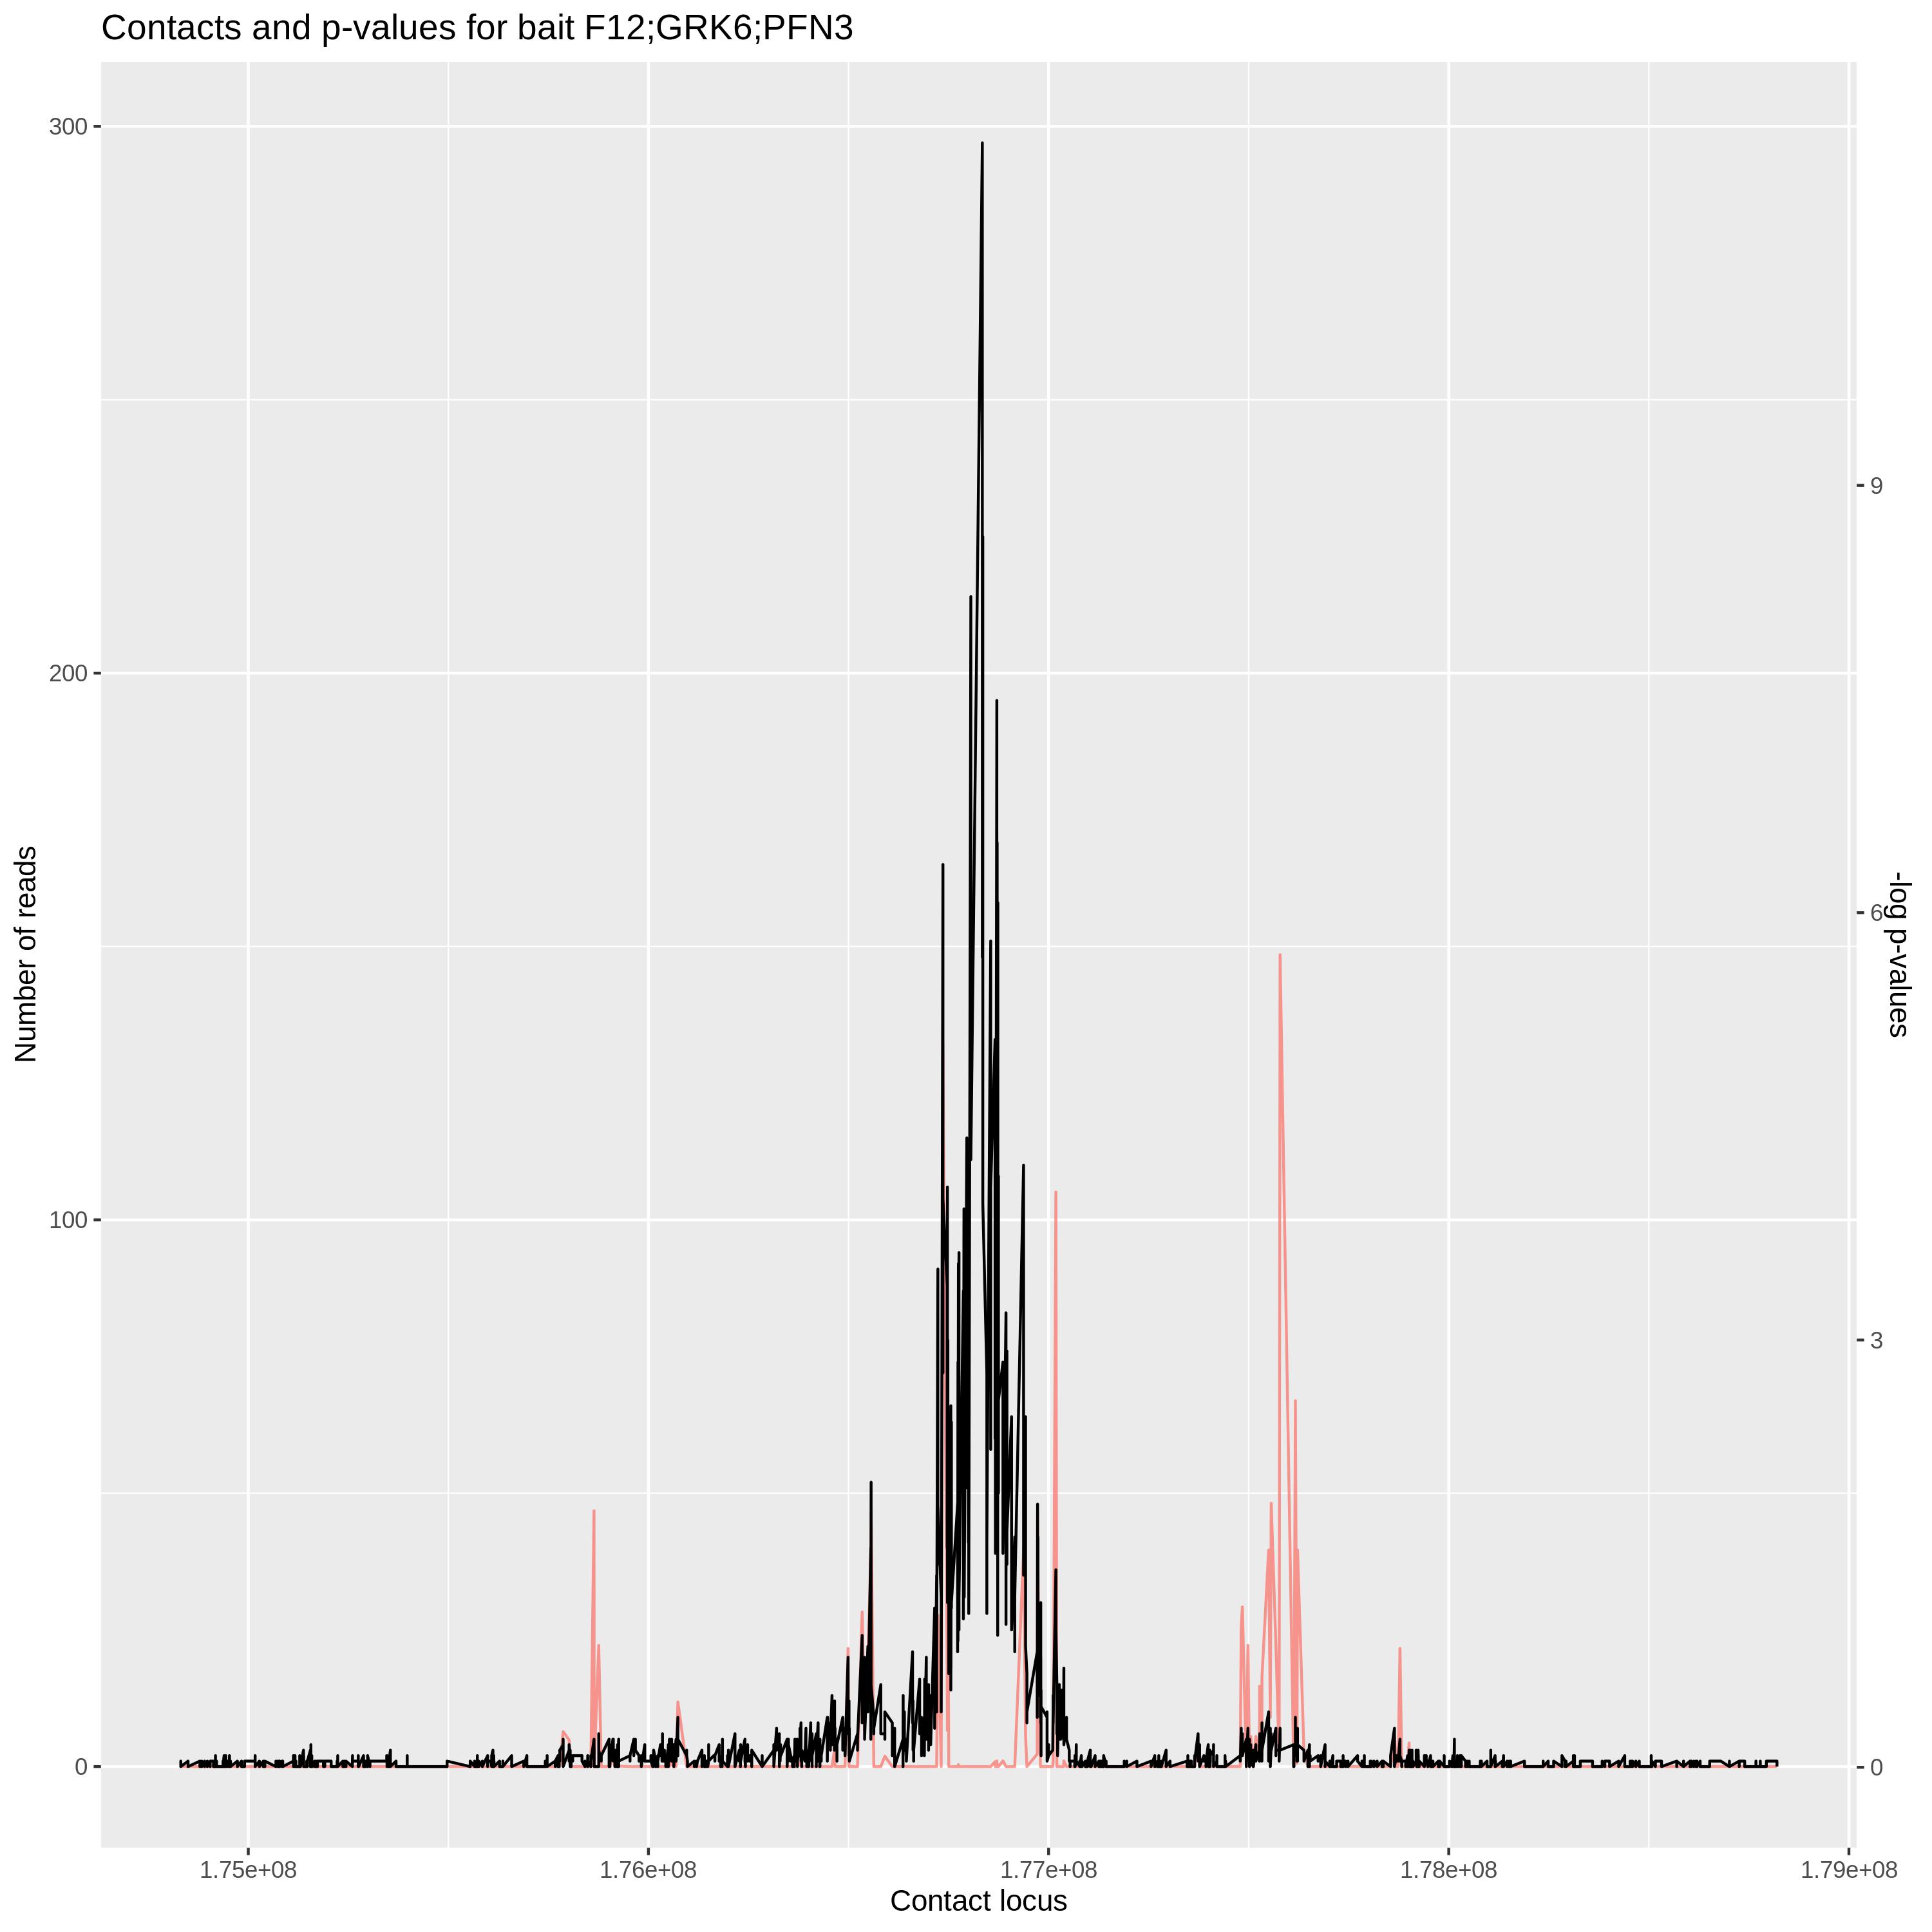 Contacts and p-values for bait F12;GRK6;PFN3
300
200
100
0
Number of reads
9
6
3
0
-log p-values
1.75e+08
1.76e+08
1.77e+08
1.78e+08
1.79e+08
Contact locus